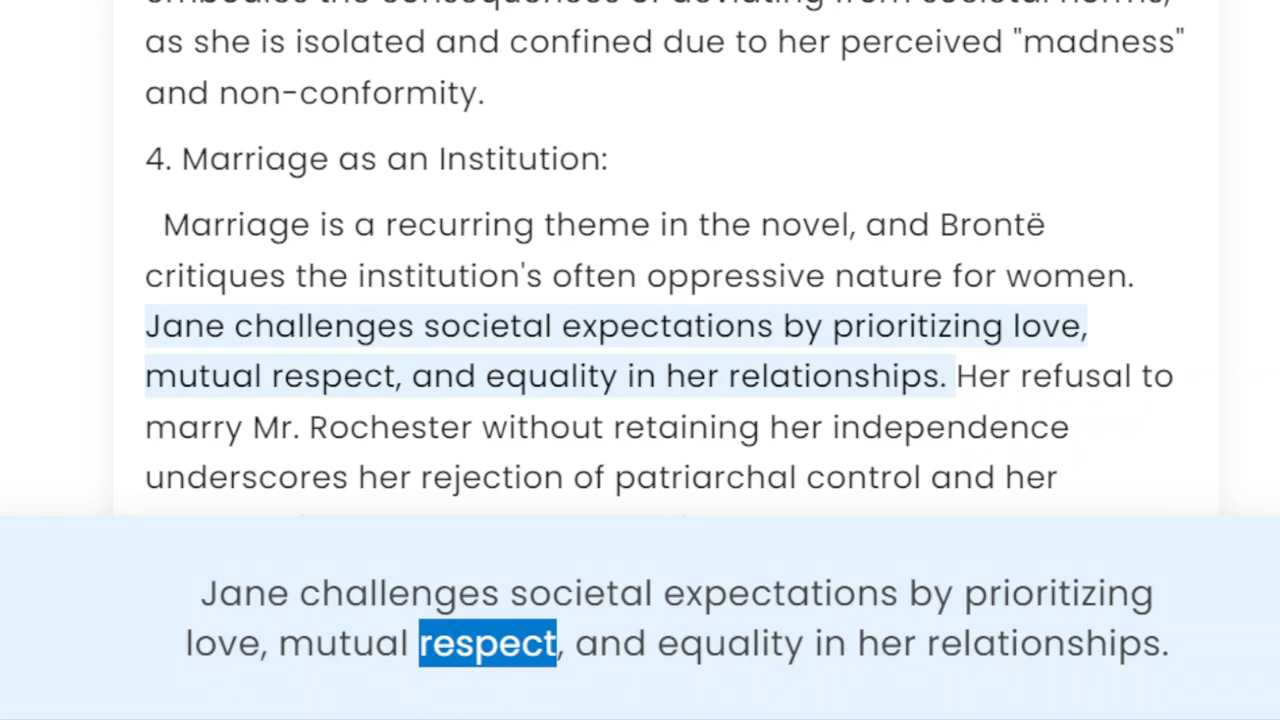 as she is isolated and confined due to her perceived "madness"
and non-conformity.
4. Marriage as an Institution:
Marriage is a recurring theme in the novel, and Brontë
critiques the institution's often oppressive nature for women.
Jane challenges societal expectations by prioritizing love,
mutual respect, and equality in her relationships. Her refusal to
marry Mr. Rochester without retaining her independence
underscores her rejection of patriarchal control and her
Jane challenges societal expectations by prioritizing
love, mutual respect, and equality in her relationships.